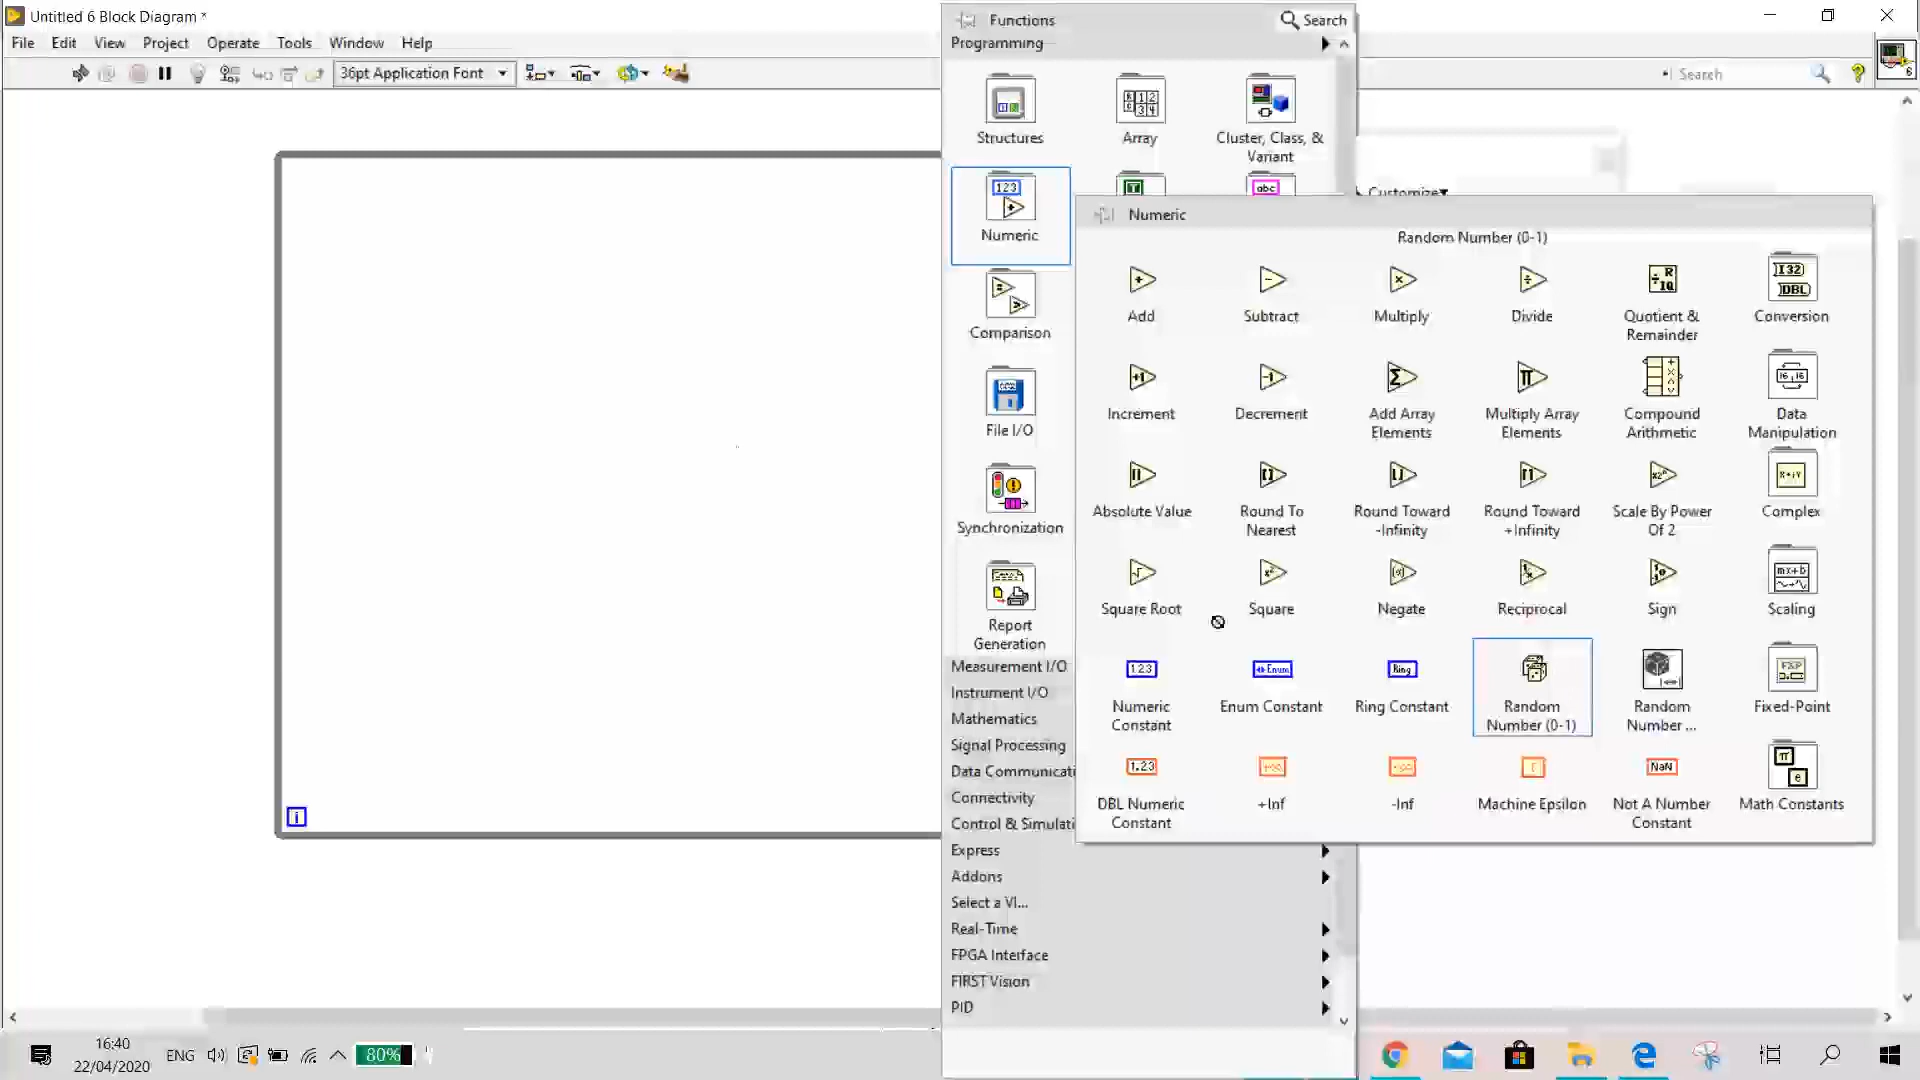 Untitled 6 Block Diagram *
File Edit View Project Operate Tools Window Help
36pt Application Font
Search
6
Functions
Search
Programming
Structures
Array
Cluster, Class, &
Variant
Numeric
Comparison
File I/O
Synchronization
Report
Generation
Measurement I/O
Instrument I/O
Mathematics
Signal Processing
Data Communicati
Connectivity
Control & Simulati
Express
Addons
Select a VI...
Real-Time
FPGA Interface
FIRST Vision
PID
Customize
Numeric
Random Number (0-1)
Add
Subtract
Multiply
Divide
Quotient &
Remainder
Conversion
Increment
Decrement
Add Array
Elements
Multiply Array
Elements
Compound
Arithmetic
Data
Manipulation
Absolute Value
Round To
Nearest
Round Toward
-Infinity
Round Toward
+Infinity
Scale By Power
Of 2
Complex
Square Root
Square
Negate
Reciprocal
Sign
Scaling
Numeric
Constant
Enum Constant
Ring Constant
Random
Number (0-1)
Random
Number ...
Fixed-Point
DBL Numeric
Constant
+Inf
-Inf
Machine Epsilon
Not A Number
Constant
Math Constants
i
16:40
22/04/2020
ENG
80%